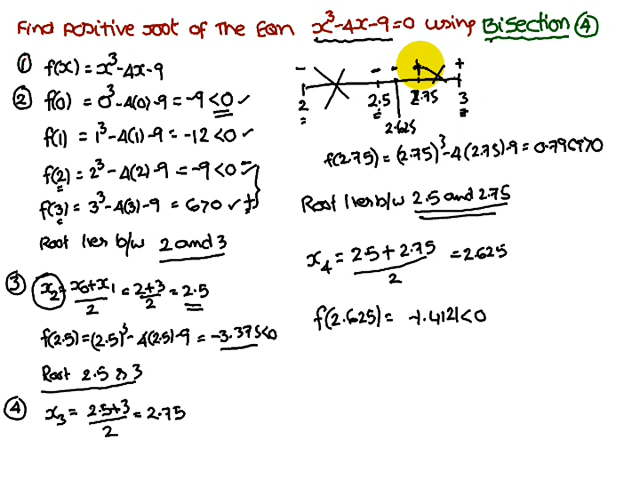 Find positive root of The Eqn x³-4x-9=0 using Bisection ④
① f(x)=x³-4x-9
② f(0)=0³-4(0)-9=-9<0✓
f(1)=1³-4(1)-9=-12<0✓
f(2)=2³-4(2)-9=-9<0 -
f(3)=3³-4(3)-9=6>0✓+
Root lies b/w 2 and 3
③ x₂=x₀+x₁/2=2+3/2=2.5
f(2.5)=(2.5)³-4(2.5)-9=-3.375<0
Root 2.5 & 3
④ x₃=2.5+3/2=2.75
- - - + +
2 2.5 2.75 3
2.625
f(2.75)=(2.75)³-4(2.75)-9=0.7969>0
Root lies b/w 2.5 and 2.75
x₄=2.5+2.75/2=2.625
f(2.625)= -1.4121<0